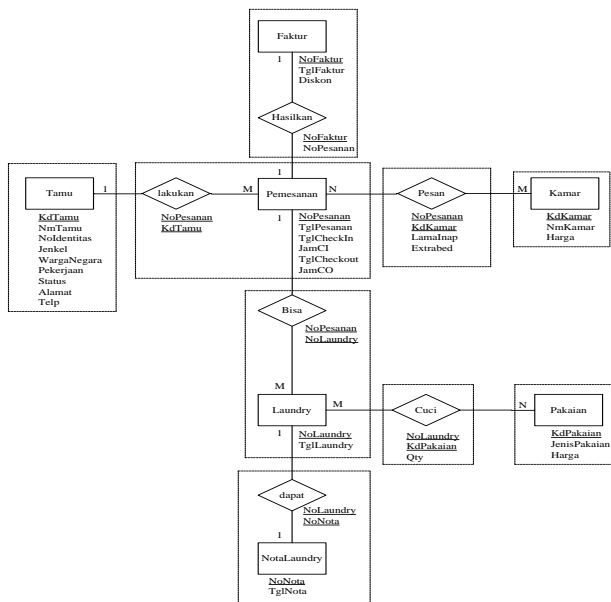 Faktur
1
NoFaktur
TglFaktur
Diskon
Hasilkan
NoFaktur
NoPesanan
1
Tamu
1
lakukan
M
Pemesanan
N
Pesan
M
Kamar
KdTamu
NmTamu
NoIdentitas
Jenkel
WargaNegara
Pekerjaan
Status
Alamat
Telp
NoPesanan
KdTamu
1
NoPesanan
TglPesanan
TglCheckIn
JamCI
TglCheckout
JamCO
NoPesanan
KdKamar
LamaInap
Extrabed
KdKamar
NmKamar
Harga
Bisa
NoPesanan
NoLaundry
M
Laundry
M
Cuci
N
Pakaian
1
NoLaundry
TglLaundry
NoLaundry
KdPakaian
Qty
KdPakaian
JenisPakaian
Harga
dapat
NoLaundry
NoNota
1
NotaLaundry
NoNota
TglNota